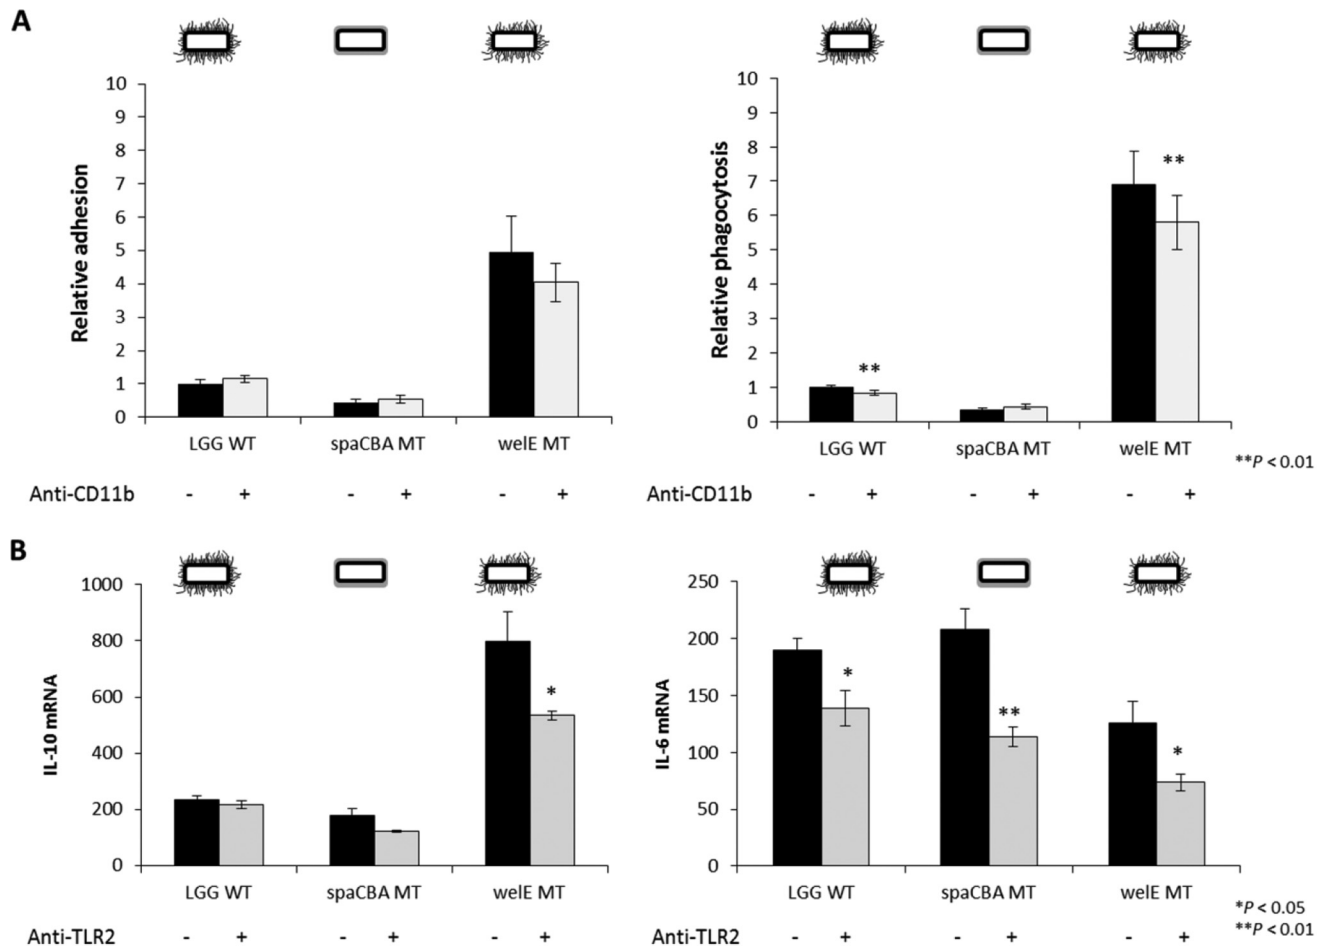 A
Relative adhesion
10
9
8
7
6
5
4
3
2
1
0
LGG WT spaCBA MT welE MT
Anti-CD11b - + - + - +
Relative phagocytosis
10
9
8
7
6
5
4
3
2
1
0
**
**
LGG WT spaCBA MT welE MT
**P < 0.01
Anti-CD11b - + - + - +
B
IL-10 mRNA
1000
800
600
400
200
0
*
LGG WT spaCBA MT welE MT
Anti-TLR2 - + - + - +
IL-6 mRNA
250
200
150
100
50
0
*
**
*
LGG WT spaCBA MT welE MT
*P < 0.05
**P < 0.01
Anti-TLR2 - + - + - +